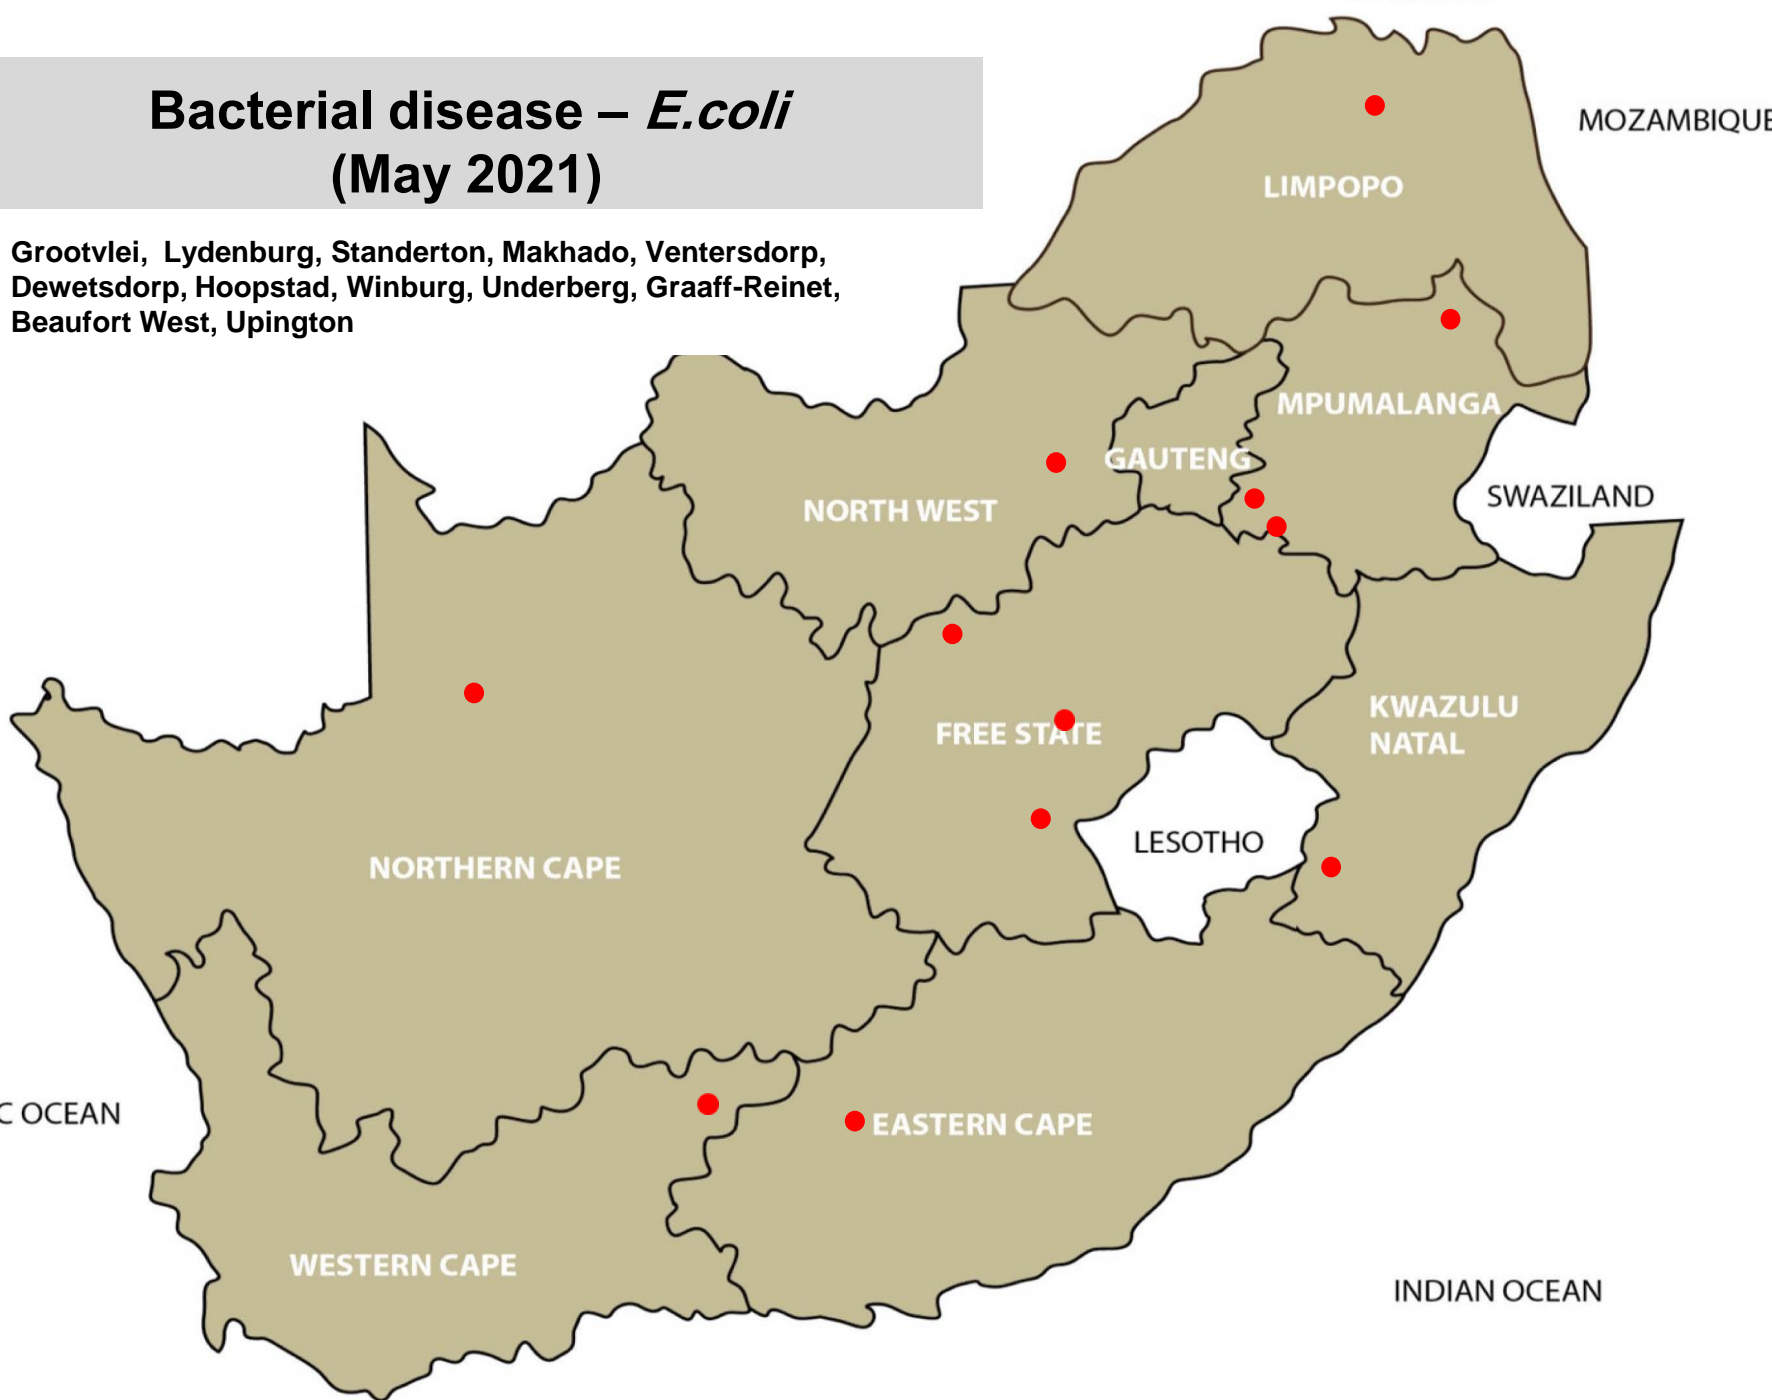 Bacterial disease – E.coli
(May 2021)
Grootvlei, Lydenburg, Standerton, Makhado, Ventersdorp,
Dewetsdorp, Hoopstad, Winburg, Underberg, Graaff-Reinet,
Beaufort West, Upington
MOZAMBIQUE
LIMPOPO
MPUMALANGA
GAUTENG
SWAZILAND
NORTH WEST
KWAZULU
NATAL
FREE STATE
LESOTHO
NORTHERN CAPE
C OCEAN
EASTERN CAPE
WESTERN CAPE
INDIAN OCEAN